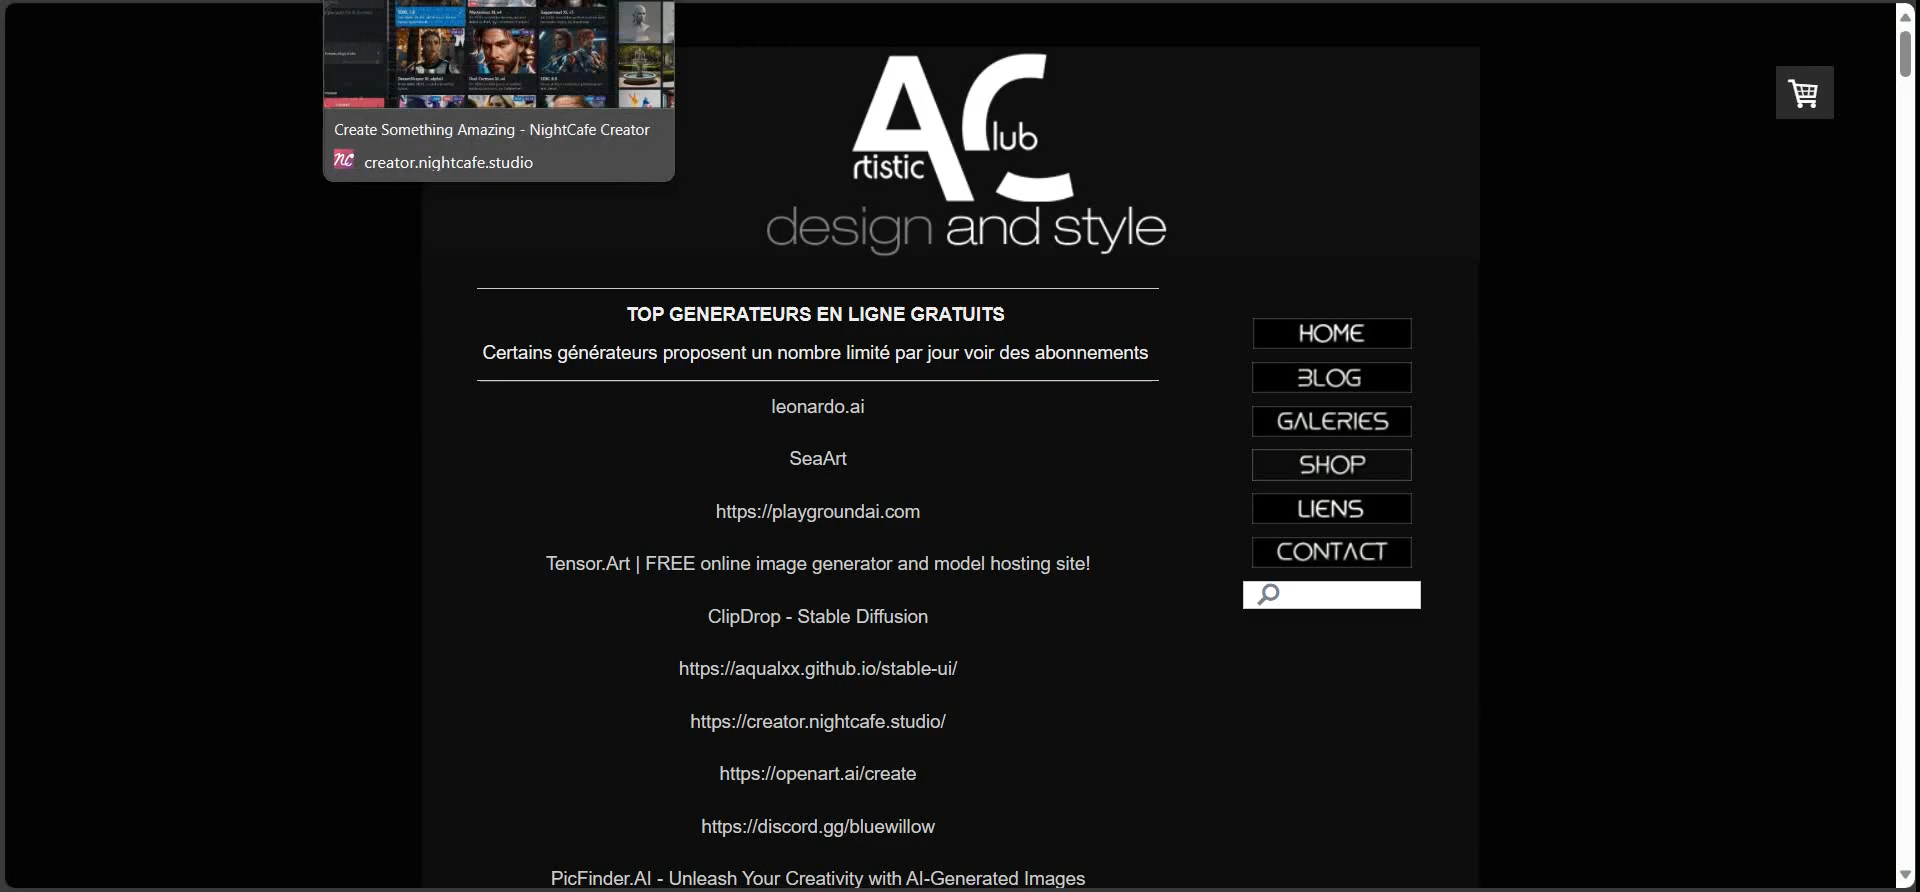 Create Something Amazing - NightCafe Creator
nc creator.nightcafe.studio
AC
lub
rtistic
design and style
TOP GENERATEURS EN LIGNE GRATUITS
Certains générateurs proposent un nombre limité par jour voir des abonnements
leonardo.ai
SeaArt
https://playgroundai.com
Tensor.Art | FREE online image generator and model hosting site!
ClipDrop - Stable Diffusion
https://aqualxx.github.io/stable-ui/
https://creator.nightcafe.studio/
https://openart.ai/create
https://discord.gg/bluewillow
PicFinder.AI - Unleash Your Creativity with AI-Generated Images
HOME
BLOG
GALERIES
SHOP
LIENS
CONTACT